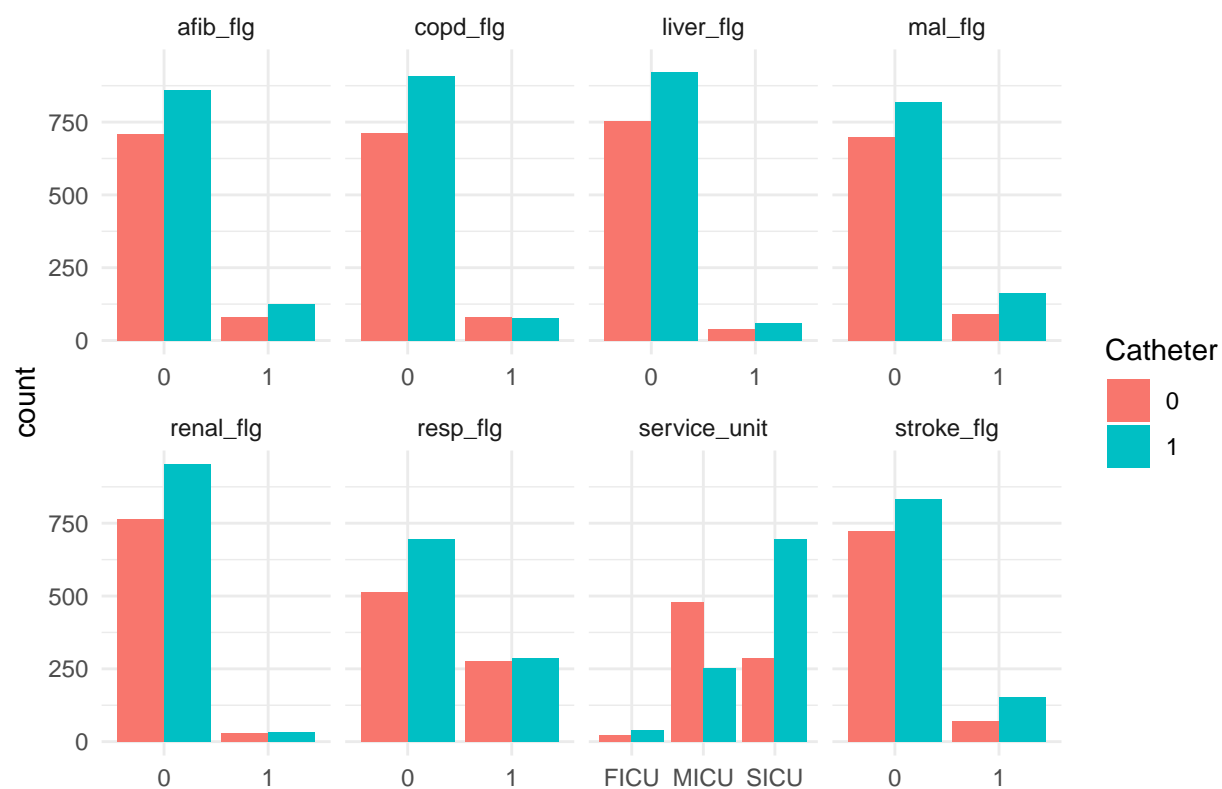 afib_flg copd_flg liver_flg mal_flg
750
500
250
0
0 1 0 1 0 1 0 1
count
Catheter
0
1
renal_flg resp_flg service_unit stroke_flg
750
500
250
0
0 1 0 1 FICU MICU SICU 0 1